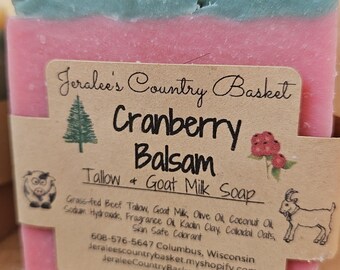 Jeralee's Country Basket
Cranberry
Balsam
Tallow & Goat Milk Soap
Grass-fed Beef Tallow, Goat Milk, Olive Oil, Coconut Oil,
Sodium Hydroxide, Fragrance Oil, Kaolin Clay, Colloidal Oats,
Skin Safe Colorant
608-576-5647 Columbus, Wisconsin
jeraleescountrybasket.myshopify.com
JeraleeCountryBasket